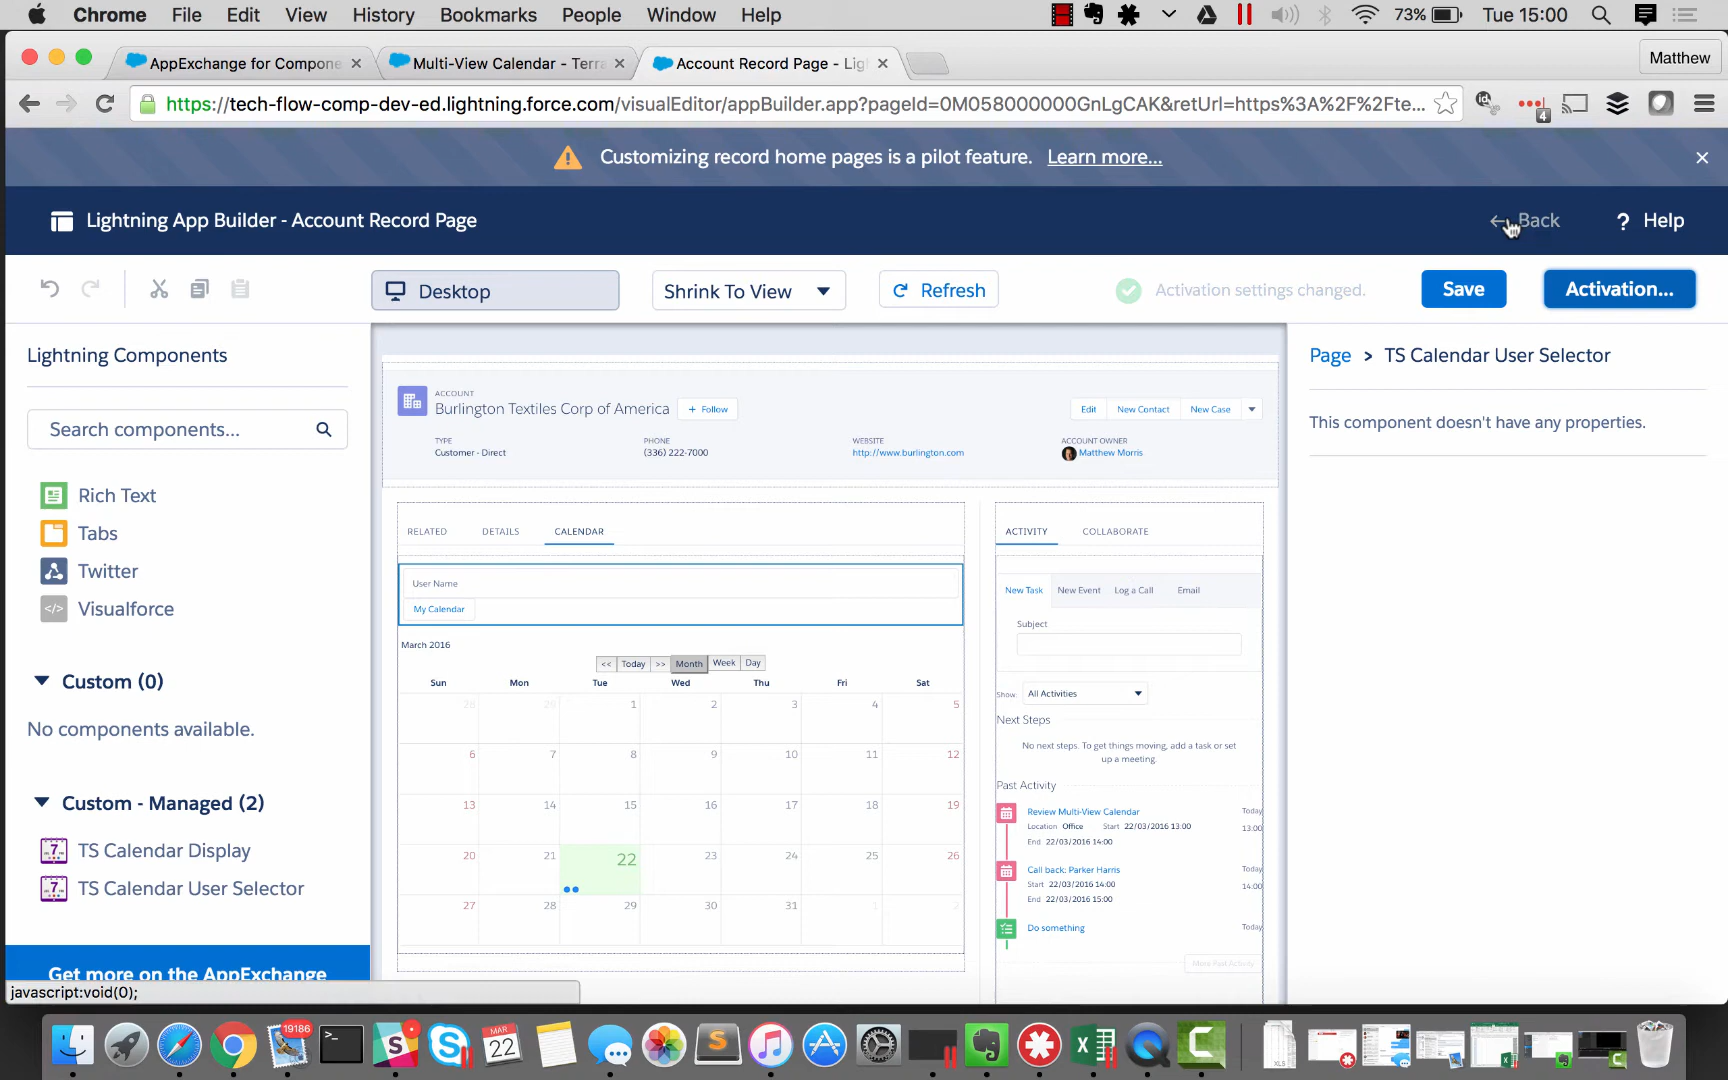 Chrome File Edit View History Bookmarks People Window Help 73% Tue 15:00
AppExchange for Compone Multi-View Calendar - Terra Account Record Page - Lig Matthew
https://tech-flow-comp-dev-ed.lightning.force.com/visualEditor/appBuilder.app?pageId=0M058000000GnLgCAK&retUrl=https%3A%2F%2Fte... 4
Customizing record home pages is a pilot feature. Learn more...
Lightning App Builder - Account Record Page Back ? Help
Desktop Shrink To View Refresh Activation settings changed. Save Activation...
Lightning Components
Search components...
Rich Text
Tabs
Twitter
Visualforce
Custom (0)
No components available.
Custom - Managed (2)
TS Calendar Display
TS Calendar User Selector
Get more on the AppExchange
javascript:void(0);
ACCOUNT
Burlington Textiles Corp of America + Follow Edit New Contact New Case
TYPE PHONE WEBSITE ACCOUNT OWNER
Customer - Direct (336) 222-7000 http://www.burlington.com Matthew Morris
RELATED DETAILS CALENDAR
User Name
My Calendar
March 2016
<< Today >> Month Week Day
Sun Mon Tue Wed Thu Fri Sat
28 29 1 2 3 4 5
6 7 8 9 10 11 12
13 14 15 16 17 18 19
20 21 22 23 24 25 26
27 28 29 30 31 1 2
ACTIVITY COLLABORATE
New Task New Event Log a Call Email
Subject
Show: All Activities
Next Steps
No next steps. To get things moving, add a task or set
up a meeting.
Past Activity
Review Multi-View Calendar Today
Location Office Start 22/03/2016 13:00 13:00
End 22/03/2016 14:00
Call back: Parker Harris Today
Start 22/03/2016 14:00 14:00
End 22/03/2016 15:00
Do something Today
More Past Activity
Page > TS Calendar User Selector
This component doesn't have any properties.
19186
MAR
22
XLS